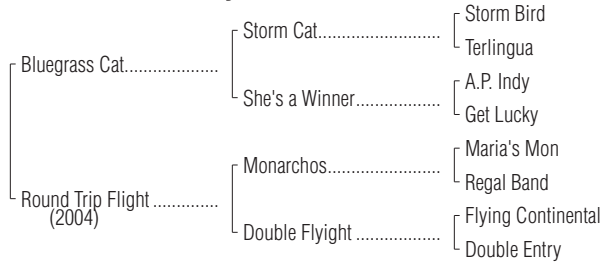 Storm Bird
Storm Cat..........................
Terlingua
Bluegrass Cat....................
A.P. Indy
She's a Winner..................
Get Lucky
Maria's Mon
Monarchos........................
Regal Band
Round Trip Flight ..............
(2004)
Flying Continental
Double Flyight ..................
Double Entry